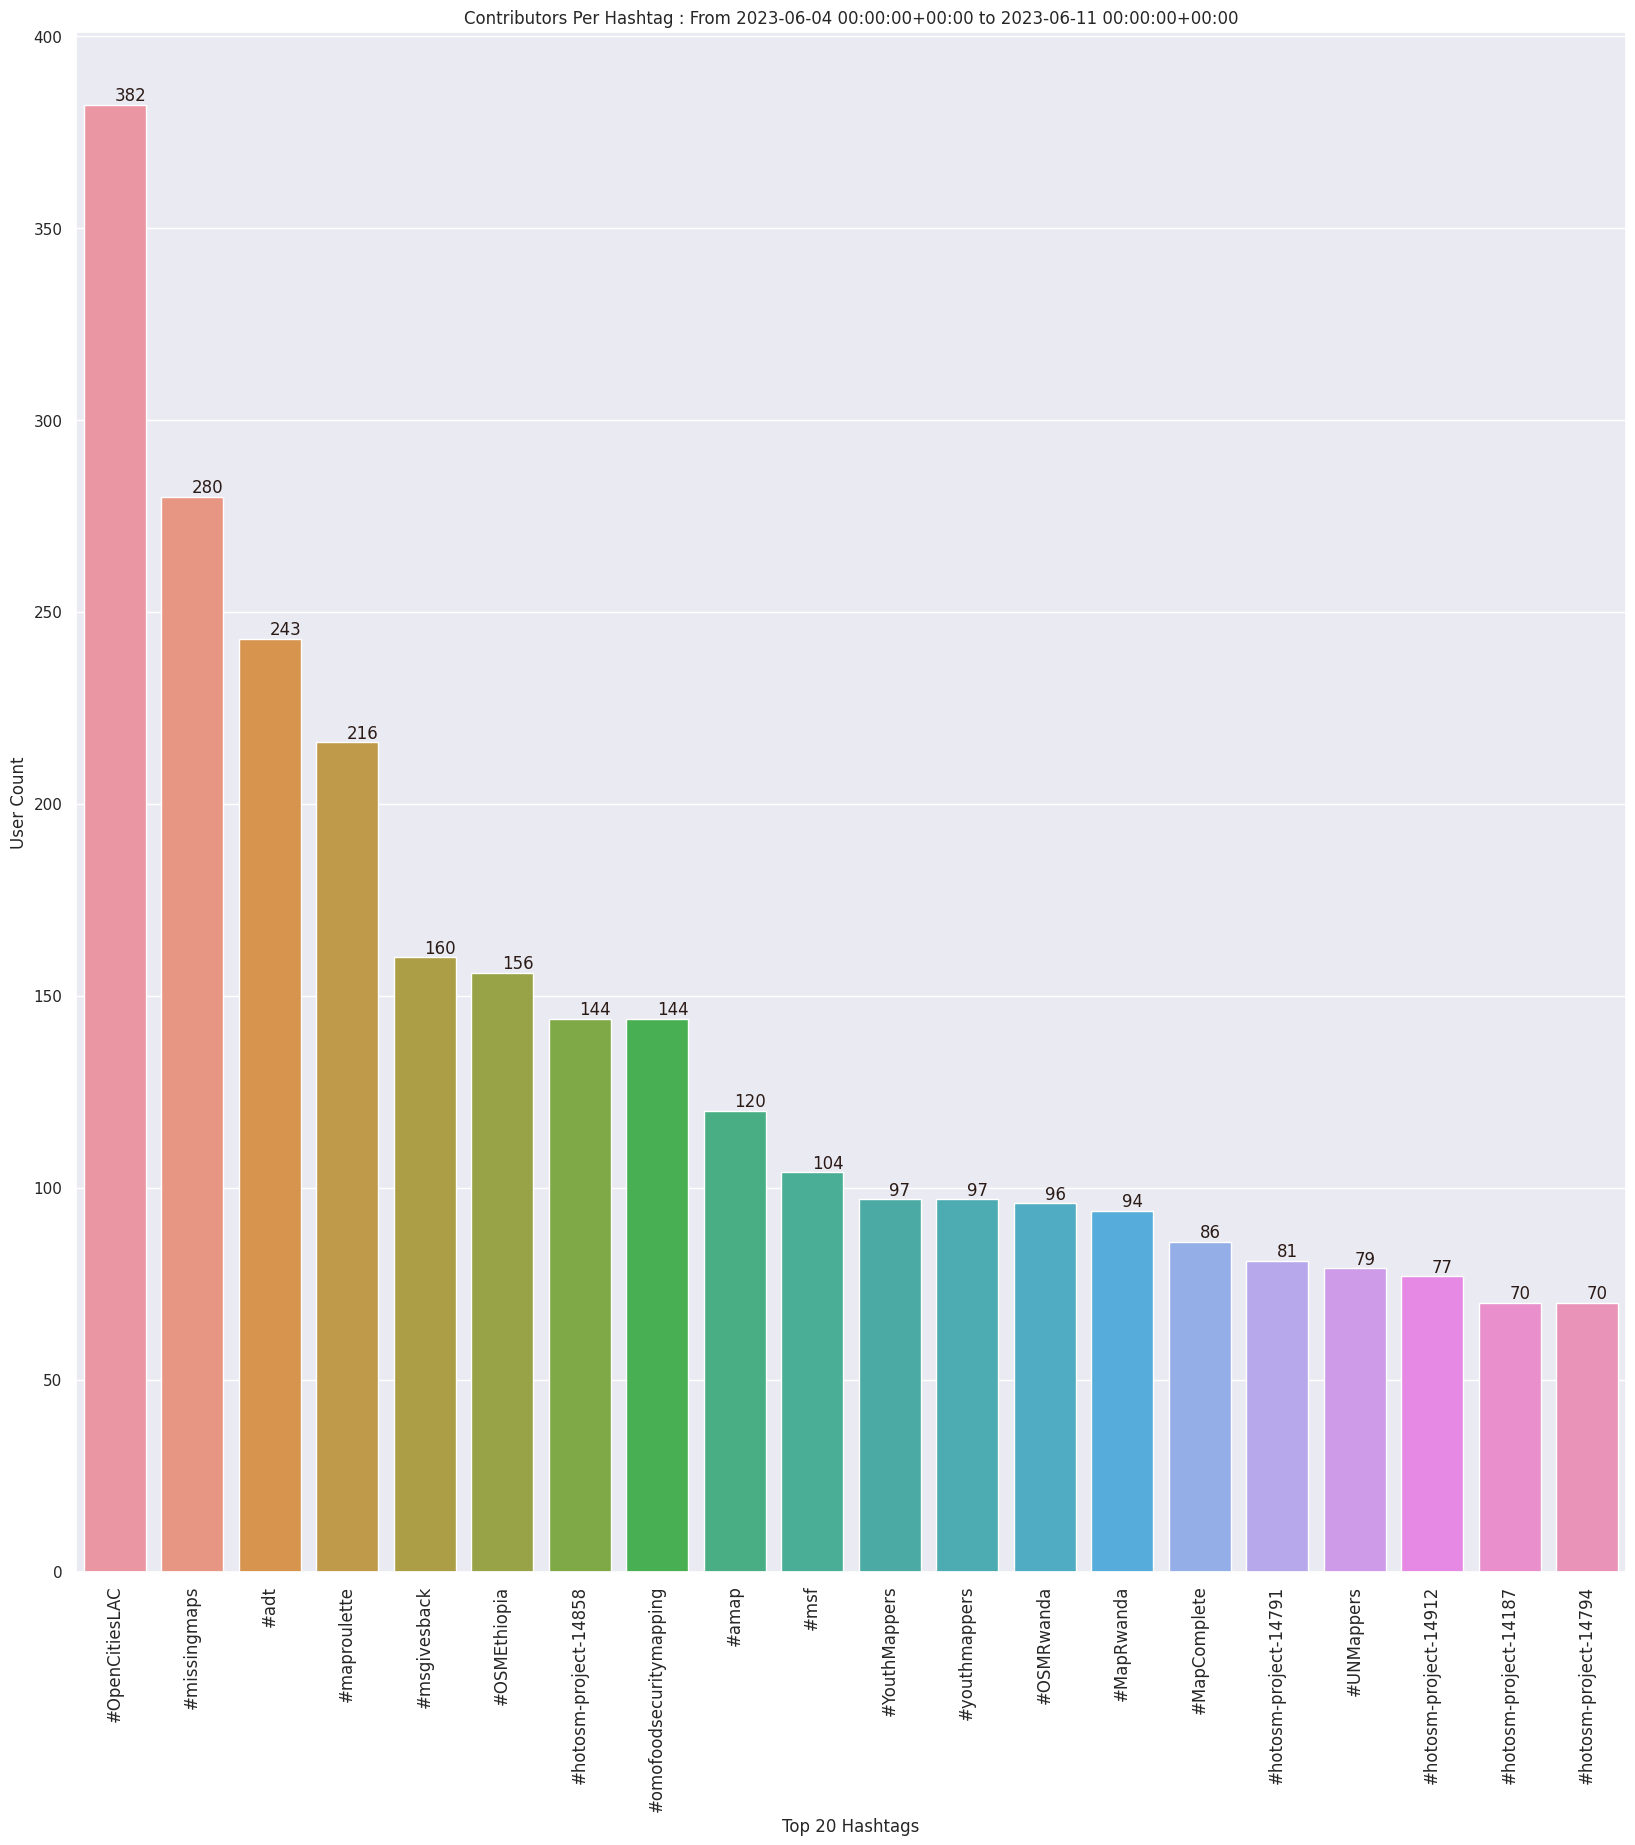 Contributors Per Hashtag : From 2023-06-04 00:00:00+00:00 to 2023-06-11 00:00:00+00:00
User Count
400
350
300
250
200
150
100
50
0
382
280
243
216
160
156
144
144
120
104
97
97
96
94
86
81
79
77
70
70
#OpenCitiesLAC
#missingmaps
#adt
#maproulette
#msgivesback
#OSMEthiopia
#hotosm-project-14858
#omofoodsecuritymapping
#amap
#msf
#YouthMappers
#youthmappers
#OSMRwanda
#MapRwanda
#MapComplete
#hotosm-project-14791
#UNMappers
#hotosm-project-14912
#hotosm-project-14187
#hotosm-project-14794
Top 20 Hashtags